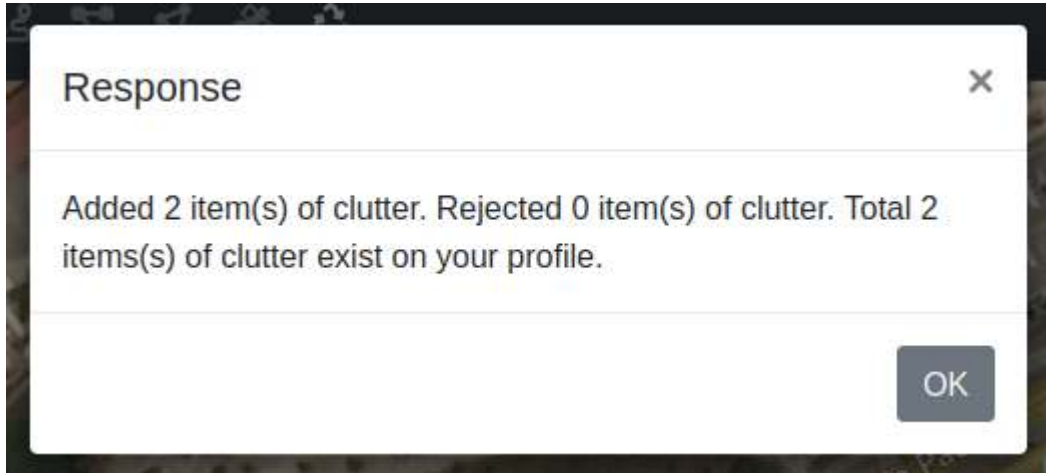 Response
×
Added 2 item(s) of clutter. Rejected 0 item(s) of clutter. Total 2
items(s) of clutter exist on your profile.
OK